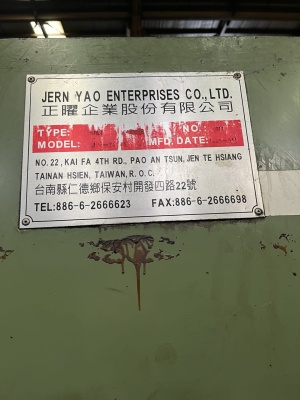 JERN YAO ENTERPRISES CO., LTD.
正曜企業股份有限公司
TYPE: NO.:
MODEL: MFD. DATE:
NO. 22, KAI FA 4TH RD., PAO AN TSUN, JEN TE HSIANG
TAINAN HSIEN, TAIWAN, R. O. C.
台南縣仁德鄉保安村開發四路22號
TEL:886-6-2666623 FAX:886-6-2666698